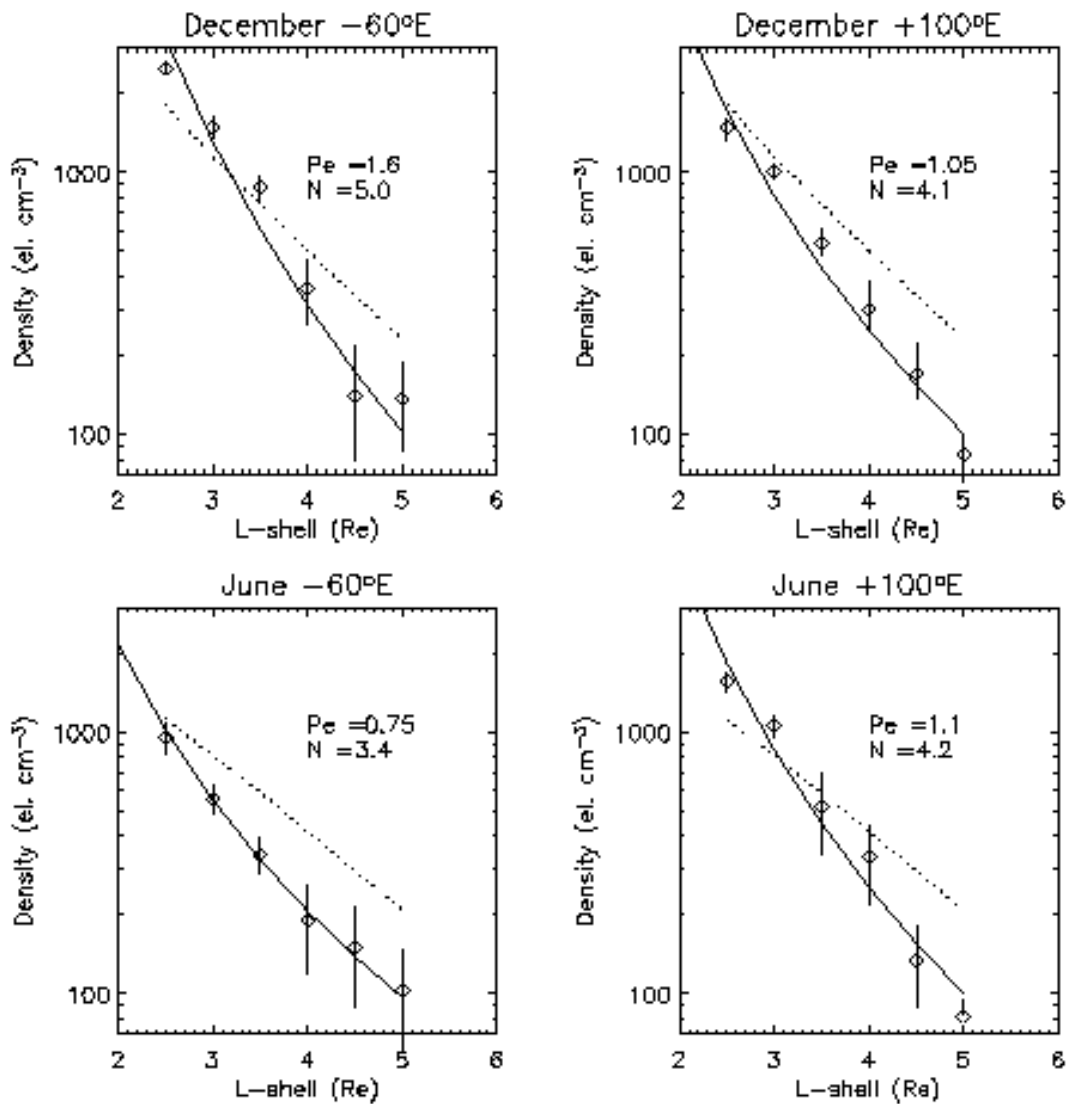 December −60ºE
December +100ºE
1000
100
Density (el. cm⁻³)
Pe =1.6
N =5.0
2 3 4 5 6
L−shell (Re)
1000
100
Density (el. cm⁻³)
Pe =1.05
N =4.1
2 3 4 5 6
L−shell (Re)
June −60ºE
June +100ºE
1000
100
Density (el. cm⁻³)
Pe =0.75
N =3.4
2 3 4 5 6
L−shell (Re)
1000
100
Density (el. cm⁻³)
Pe =1.1
N =4.2
2 3 4 5 6
L−shell (Re)